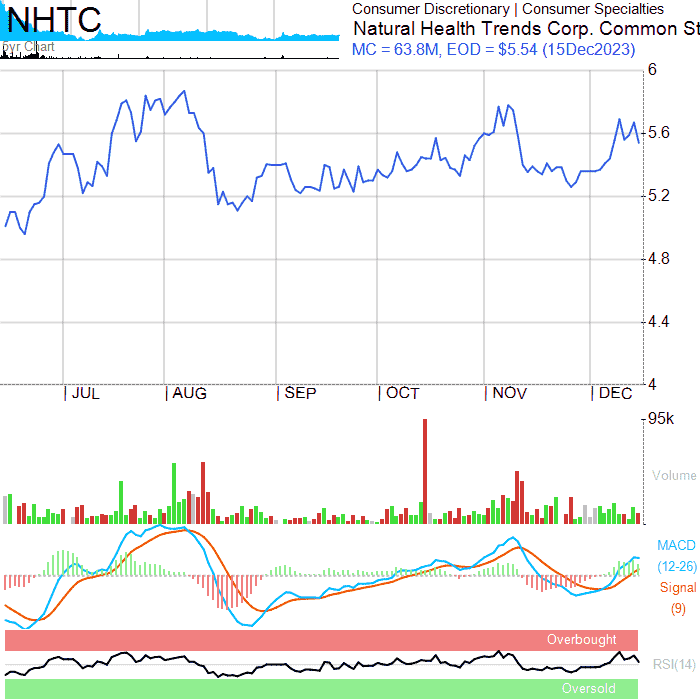 NHTC
5yr Chart
Consumer Discretionary | Consumer Specialties
Natural Health Trends Corp. Common St
MC = 63.8M, EOD = $5.54 (15Dec2023)
6
5.6
5.2
4.8
4.4
4
JUL AUG SEP OCT NOV DEC
95k
Volume
MACD
(12-26)
Signal
(9)
Overbought
RSI(14)
Oversold